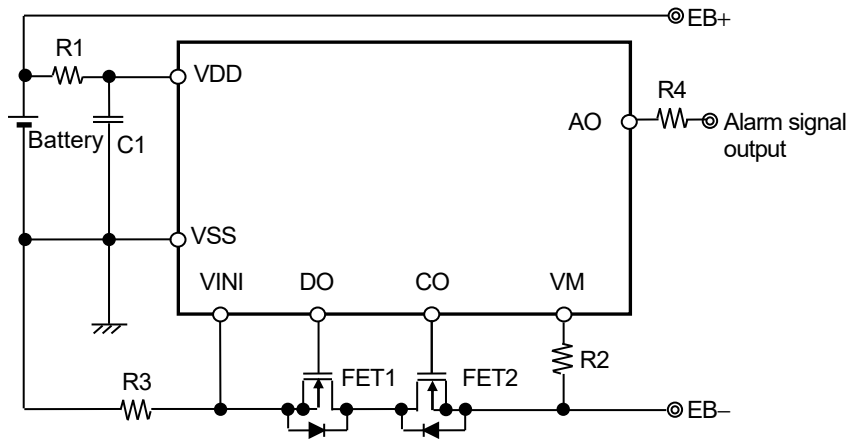 EB+
R1
VDD
R4
AO
Alarm signal
output
Battery
C1
VSS
VINI
DO
CO
VM
R3
FET1
FET2
R2
EB−